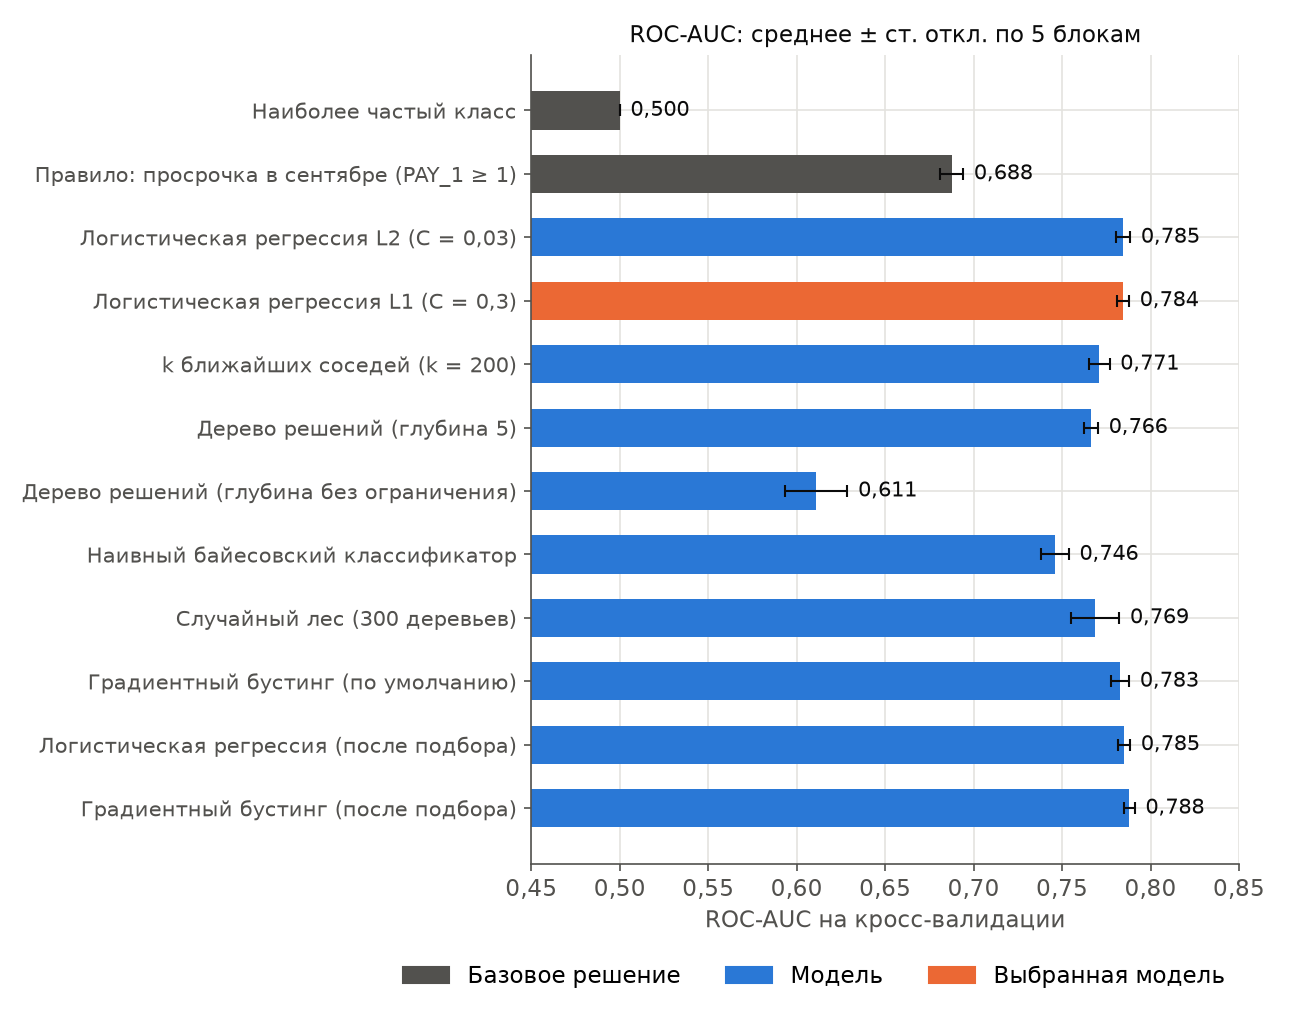 ROC-AUC: среднее ± ст. откл. по 5 блокам
Наиболее частый класс 0,500
Правило: просрочка в сентябре (PAY_1 ≥ 1) 0,688
Логистическая регрессия L2 (C = 0,03) 0,785
Логистическая регрессия L1 (C = 0,3) 0,784
k ближайших соседей (k = 200) 0,771
Дерево решений (глубина 5) 0,766
Дерево решений (глубина без ограничения) 0,611
Наивный байесовский классификатор 0,746
Случайный лес (300 деревьев) 0,769
Градиентный бустинг (по умолчанию) 0,783
Логистическая регрессия (после подбора) 0,785
Градиентный бустинг (после подбора) 0,788
0,45 0,50 0,55 0,60 0,65 0,70 0,75 0,80 0,85
ROC-AUC на кросс-валидации
Базовое решение Модель Выбранная модель